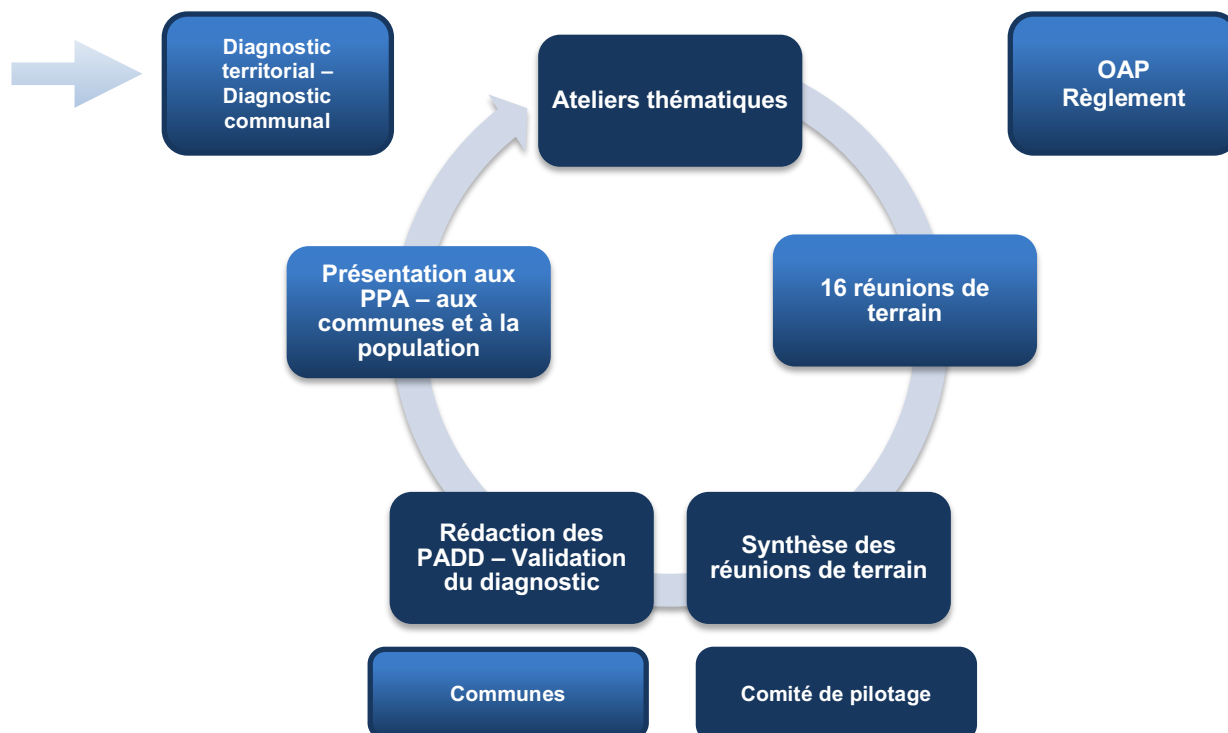 Diagnostic
territorial –
Diagnostic
communal
Ateliers thématiques
OAP
Règlement
Présentation aux
PPA – aux
communes et à la
population
16 réunions de
terrain
Rédaction des
PADD – Validation
du diagnostic
Synthèse des
réunions de terrain
Communes
Comité de pilotage